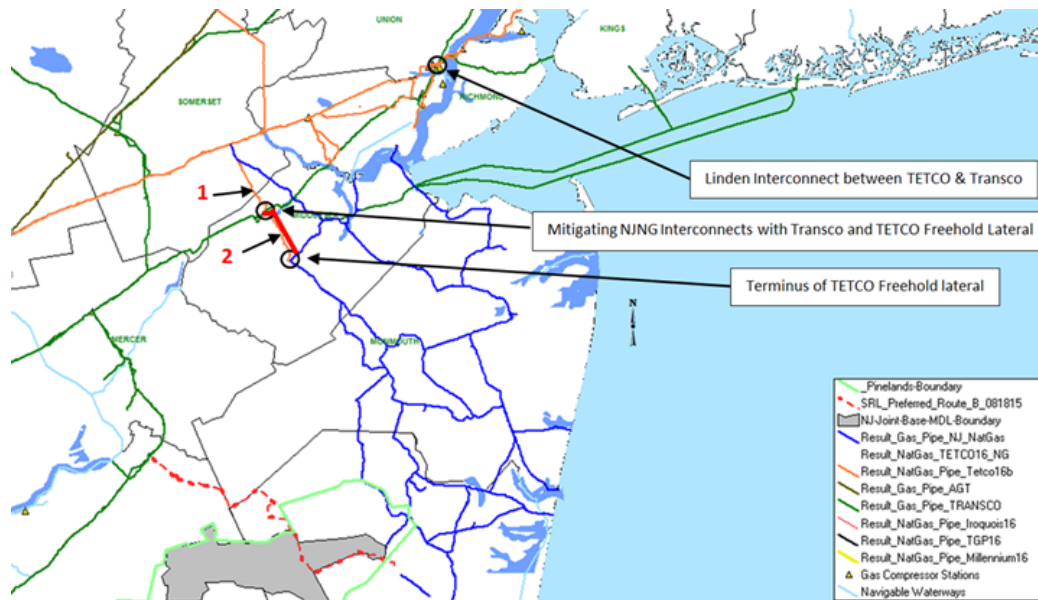 UNION
KINGS
SOMERSET
RICHMOND
Linden Interconnect between TETCO & Transco
1
Mitigating NJNG Interconnects with Transco and TETCO Freehold Lateral
2
Terminus of TETCO Freehold lateral
N
MERCER
MONMOUTH
_Pinelands-Boundary
SRL_Preferred_Route_B_081815
NJ-Joint-Base-MDL-Boundary
Result_Gas_Pipe_NJ_NatGas
Result_NatGas_TETCO16_NG
Result_NatGas_Pipe_Tetco16b
Result_Gas_Pipe_AGT
Result_Gas_Pipe_TRANSCO
Result_NatGas_Pipe_Iroquois16
Result_NatGas_Pipe_TGP16
Result_NatGas_Pipe_Millennium16
Gas Compressor Stations
Navigable Waterways